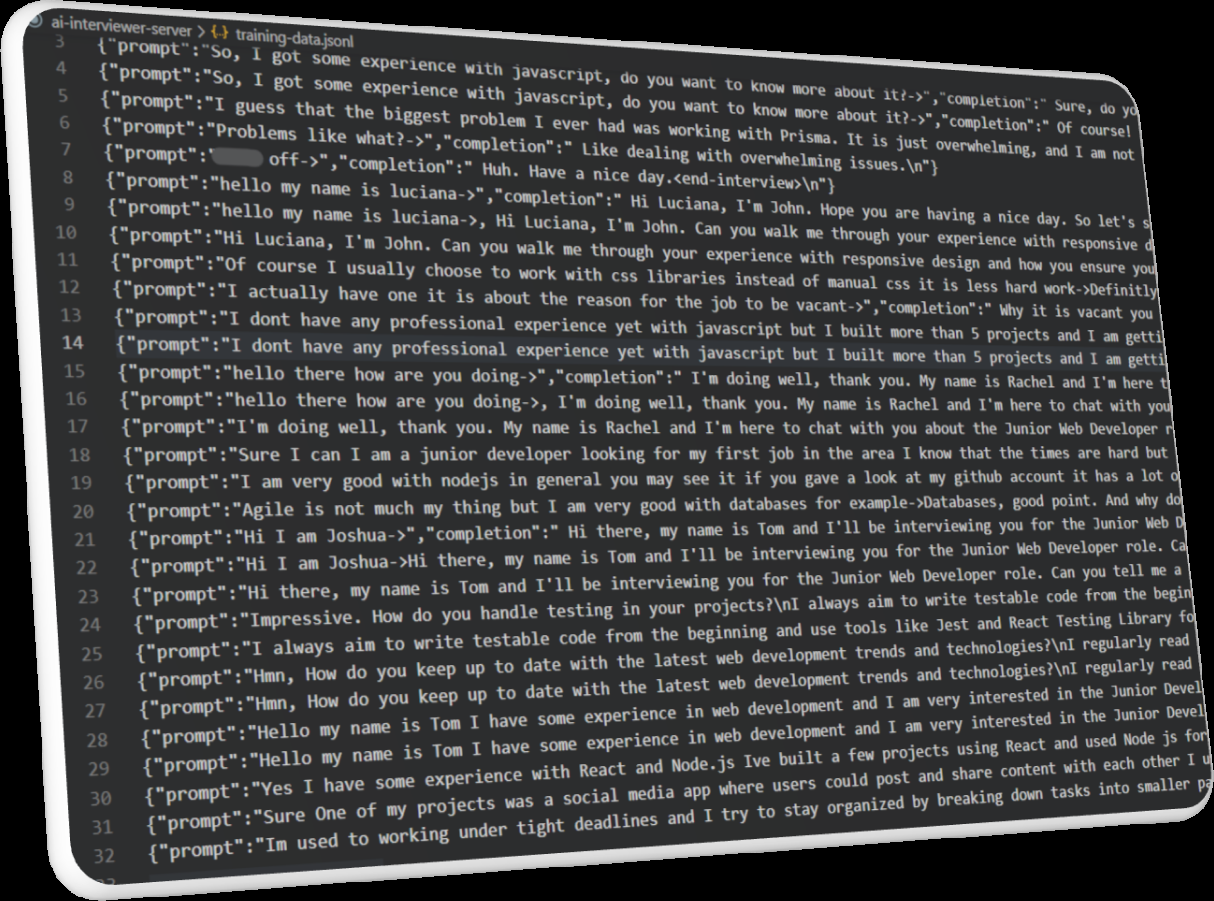 ai-interviewer-server > {..} training-data.jsonl
3 {"prompt":"So, I got some experience with javascript, do you want to know more about it?->","completion":" Sure, do yo
4 {"prompt":"So, I got some experience with javascript, do you want to know more about it?->","completion":" Of course!
5 {"prompt":"I guess that the biggest problem I ever had was working with Prisma. It is just overwhelming, and I am not
6 {"prompt":"Problems like what?->","completion":" Like dealing with overwhelming issues.\n"}
7 {"prompt":" off->","completion":" Huh. Have a nice day.<end-interview>\n"}
8 {"prompt":"hello my name is luciana->","completion":" Hi Luciana, I'm John. Hope you are having a nice day. So let's s
9 {"prompt":"hello my name is luciana->, Hi Luciana, I'm John. Can you walk me through your experience with responsive d
10 {"prompt":"Hi Luciana, I'm John. Can you walk me through your experience with responsive design and how you ensure you
11 {"prompt":"Of course I usually choose to work with css libraries instead of manual css it is less hard work->Definitly
12 {"prompt":"I actually have one it is about the reason for the job to be vacant->","completion":" Why it is vacant you
13 {"prompt":"I dont have any professional experience yet with javascript but I built more than 5 projects and I am getti
14 {"prompt":"I dont have any professional experience yet with javascript but I built more than 5 projects and I am getti
15 {"prompt":"hello there how are you doing->","completion":" I'm doing well, thank you. My name is Rachel and I'm here t
16 {"prompt":"hello there how are you doing->, I'm doing well, thank you. My name is Rachel and I'm here to chat with you
17 {"prompt":"I'm doing well, thank you. My name is Rachel and I'm here to chat with you about the Junior Web Developer r
18 {"prompt":"Sure I can I am a junior developer looking for my first job in the area I know that the times are hard but
19 {"prompt":"I am very good with nodejs in general you may see it if you gave a look at my github account it has a lot o
20 {"prompt":"Agile is not much my thing but I am very good with databases for example->Databases, good point. And why do
21 {"prompt":"Hi I am Joshua->","completion":" Hi there, my name is Tom and I'll be interviewing you for the Junior Web D
22 {"prompt":"Hi I am Joshua->Hi there, my name is Tom and I'll be interviewing you for the Junior Web Developer role. Ca
23 {"prompt":"Hi there, my name is Tom and I'll be interviewing you for the Junior Web Developer role. Can you tell me a
24 {"prompt":"Impressive. How do you handle testing in your projects?\nI always aim to write testable code from the begin
25 {"prompt":"I always aim to write testable code from the beginning and use tools like Jest and React Testing Library fo
26 {"prompt":"Hmn, How do you keep up to date with the latest web development trends and technologies?\nI regularly read
27 {"prompt":"Hmn, How do you keep up to date with the latest web development trends and technologies?\nI regularly read
28 {"prompt":"Hello my name is Tom I have some experience in web development and I am very interested in the Junior Devel
29 {"prompt":"Hello my name is Tom I have some experience in web development and I am very interested in the Junior Devel
30 {"prompt":"Yes I have some experience with React and Node.js Ive built a few projects using React and used Node js for
31 {"prompt":"Sure One of my projects was a social media app where users could post and share content with each other I u
32 {"prompt":"Im used to working under tight deadlines and I try to stay organized by breaking down tasks into smaller pa